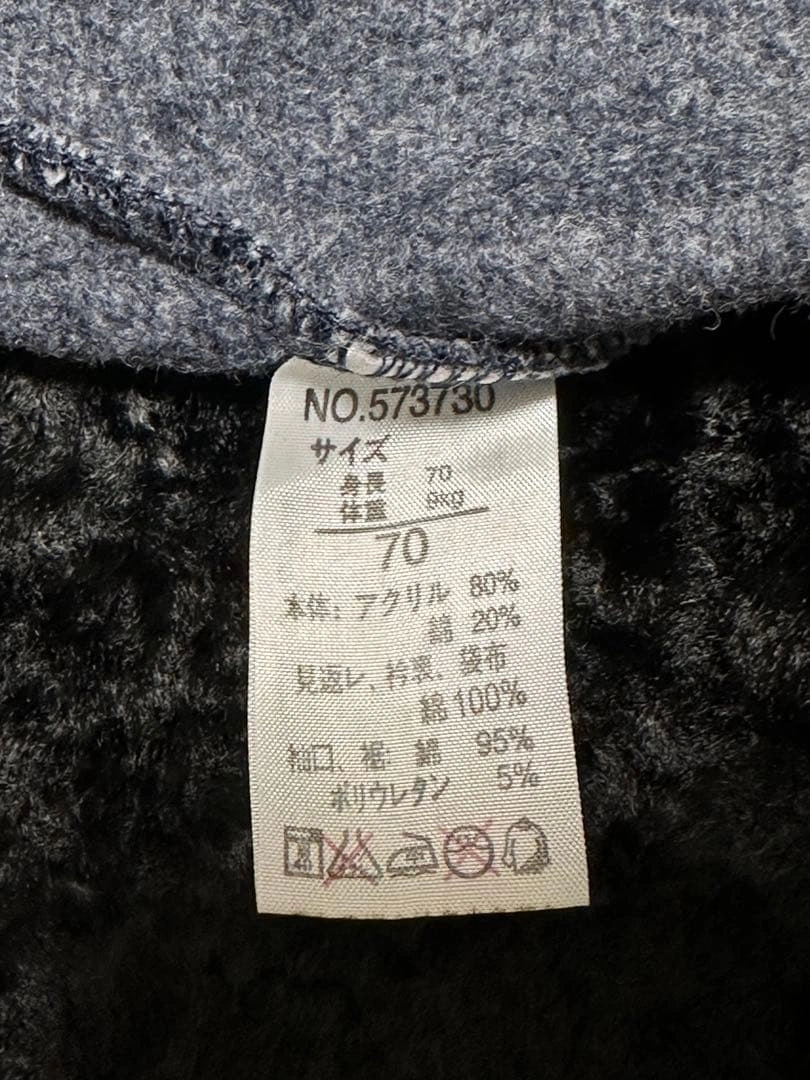 NO.573730
サイズ
身長 70
体重 9kg
70
本体: アクリル 80%
綿 20%
見返し、衿裏、袋布
綿 100%
袖口、裾: 綿 95%
ポリウレタン 5%